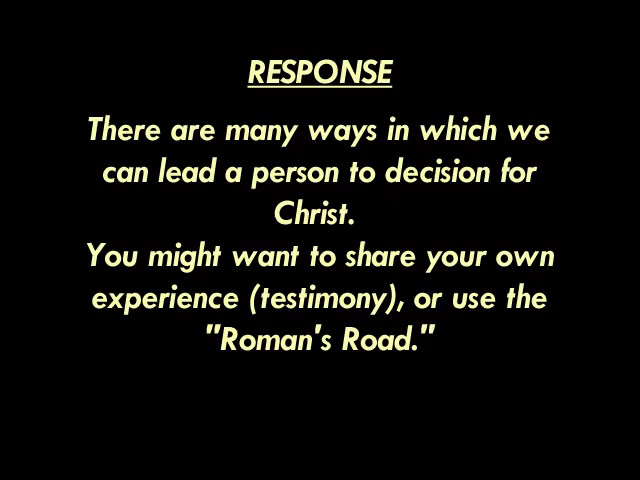 RESPONSE
There are many ways in which we
can lead a person to decision for
Christ.
You might want to share your own
experience (testimony), or use the
"Roman's Road."